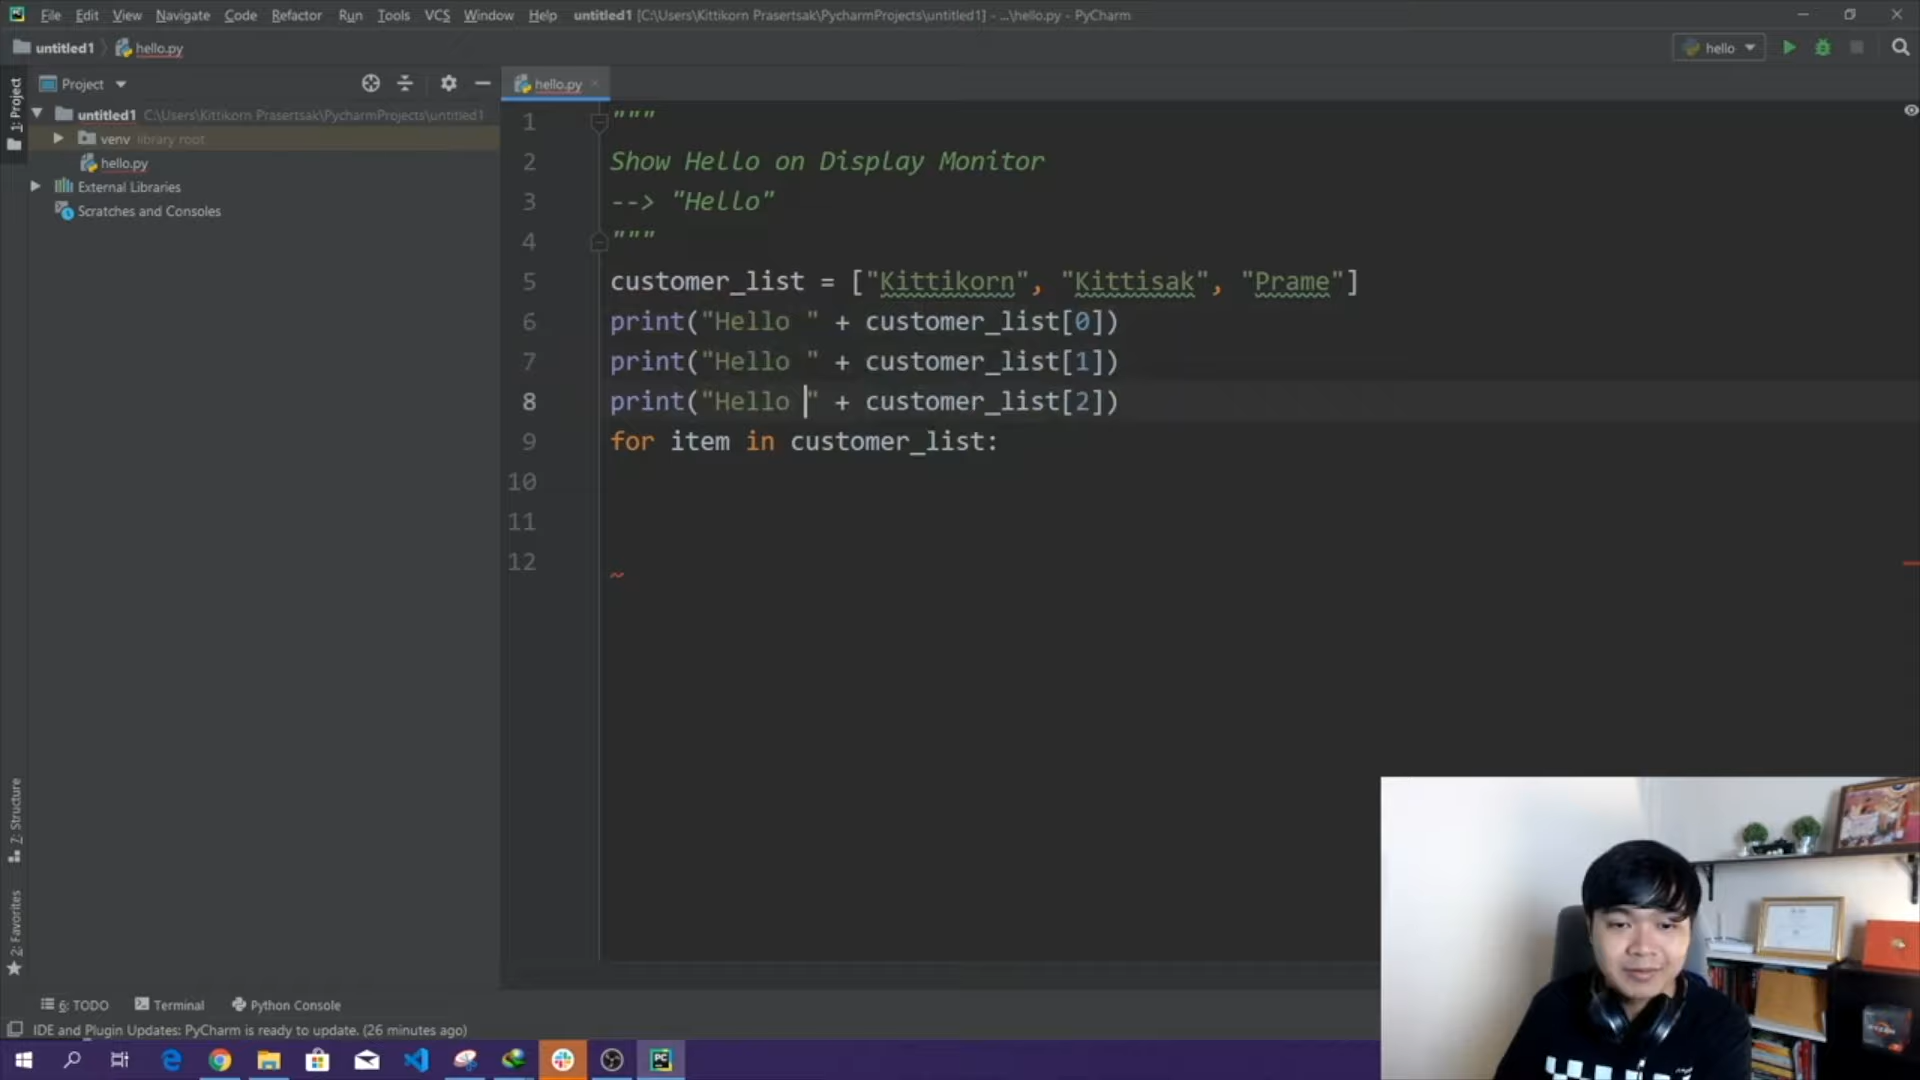 File Edit View Navigate Code Refactor Run Tools VCS Window Help untitled1 [C:\Users\Kittikorn Prasertsak\PycharmProjects\untitled1] - ...\hello.py - PyCharm
untitled1 hello.py hello
1: Project
Project
hello.py
untitled1 C:\Users\Kittikorn Prasertsak\PycharmProjects\untitled1
venv library root
hello.py
External Libraries
Scratches and Consoles
1 """
2 Show Hello on Display Monitor
3 --> "Hello"
4 """
5 customer_list = ["Kittikorn", "Kittisak", "Prame"]
6 print("Hello " + customer_list[0])
7 print("Hello " + customer_list[1])
8 print("Hello " + customer_list[2])
9 for item in customer_list:
10
11
12
7: Structure
2: Favorites
6: TODO Terminal Python Console
IDE and Plugin Updates: PyCharm is ready to update. (26 minutes ago)
PC